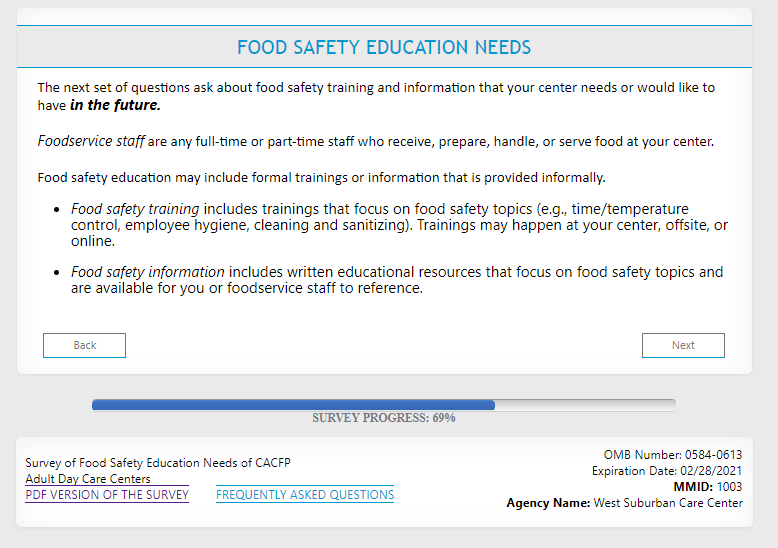 FOOD SAFETY EDUCATION NEEDS
The next set of questions ask about food safety training and information that your center needs or would like to
have in the future.
Foodservice staff are any full-time or part-time staff who receive, prepare, handle, or serve food at your center.
Food safety education may include formal trainings or information that is provided informally.
• Food safety training includes trainings that focus on food safety topics (e.g., time/temperature
control, employee hygiene, cleaning and sanitizing). Trainings may happen at your center, offsite, or
online.
• Food safety information includes written educational resources that focus on food safety topics and
are available for you or foodservice staff to reference.
Back
Next
SURVEY PROGRESS: 69%
Survey of Food Safety Education Needs of CACFP
Adult Day Care Centers
PDF VERSION OF THE SURVEY
FREQUENTLY ASKED QUESTIONS
OMB Number: 0584-0613
Expiration Date: 02/28/2021
MMID: 1003
Agency Name: West Suburban Care Center